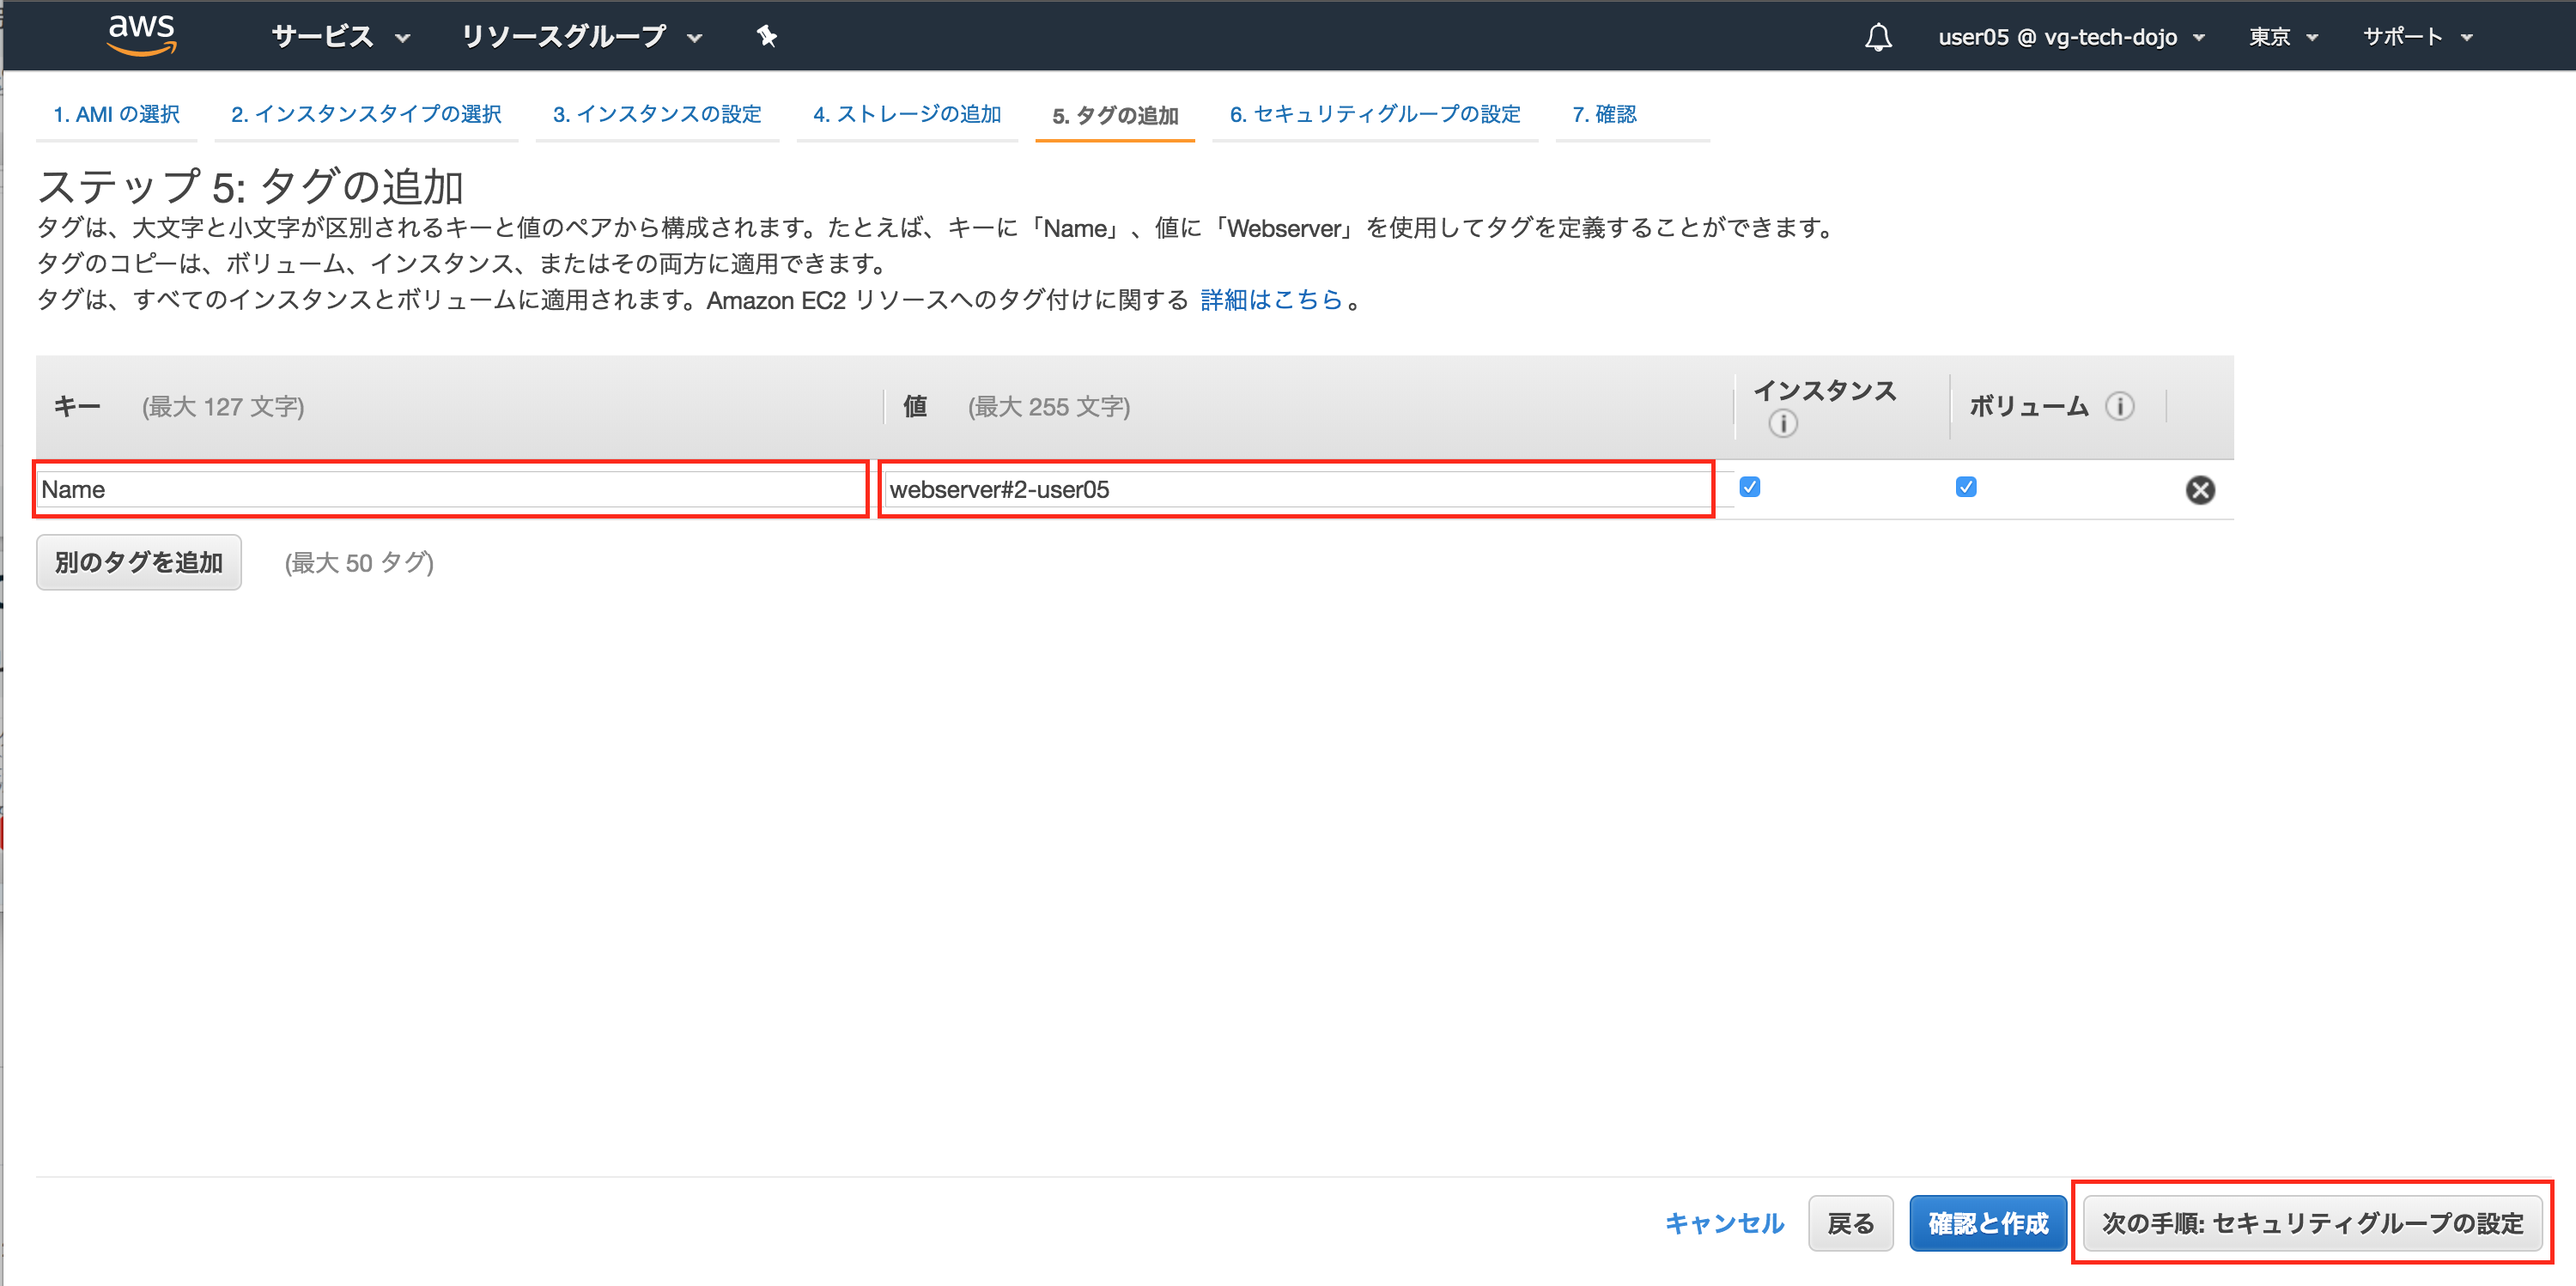 aws サービス リソースグループ user05 @ vg-tech-dojo 東京 サポート
1. AMI の選択 2. インスタンスタイプの選択 3. インスタンスの設定 4. ストレージの追加 5. タグの追加 6. セキュリティグループの設定 7. 確認
ステップ 5: タグの追加
タグは、大文字と小文字が区別されるキーと値のペアから構成されます。たとえば、キーに「Name」、値に「Webserver」を使用してタグを定義することができます。
タグのコピーは、ボリューム、インスタンス、またはその両方に適用できます。
タグは、すべてのインスタンスとボリュームに適用されます。Amazon EC2 リソースへのタグ付けに関する 詳細はこちら。
キー (最大 127 文字) 値 (最大 255 文字) インスタンス ボリューム
Name webserver#2-user05
別のタグを追加 (最大 50 タグ)
キャンセル 戻る 確認と作成 次の手順: セキュリティグループの設定